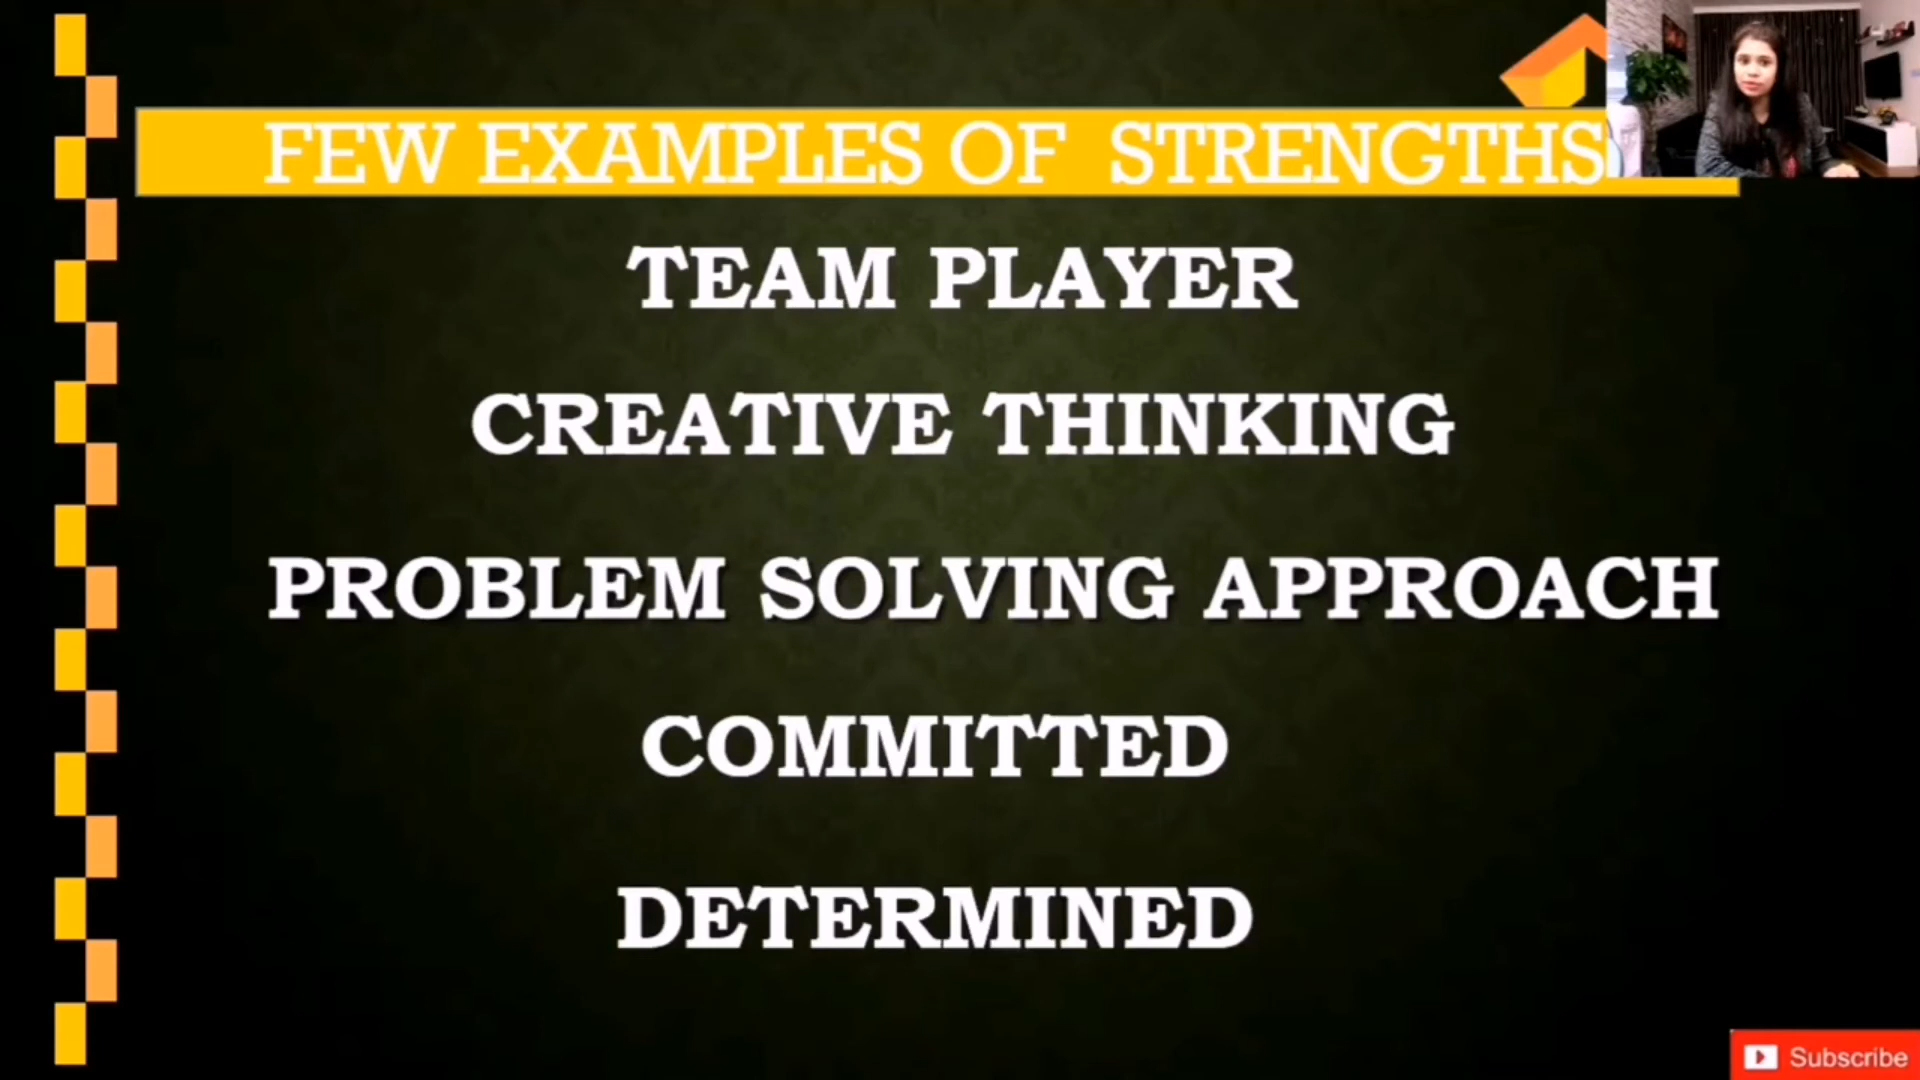 FEW EXAMPLES OF STRENGTHS
TEAM PLAYER
CREATIVE THINKING
PROBLEM SOLVING APPROACH
COMMITTED
DETERMINED
Subscribe